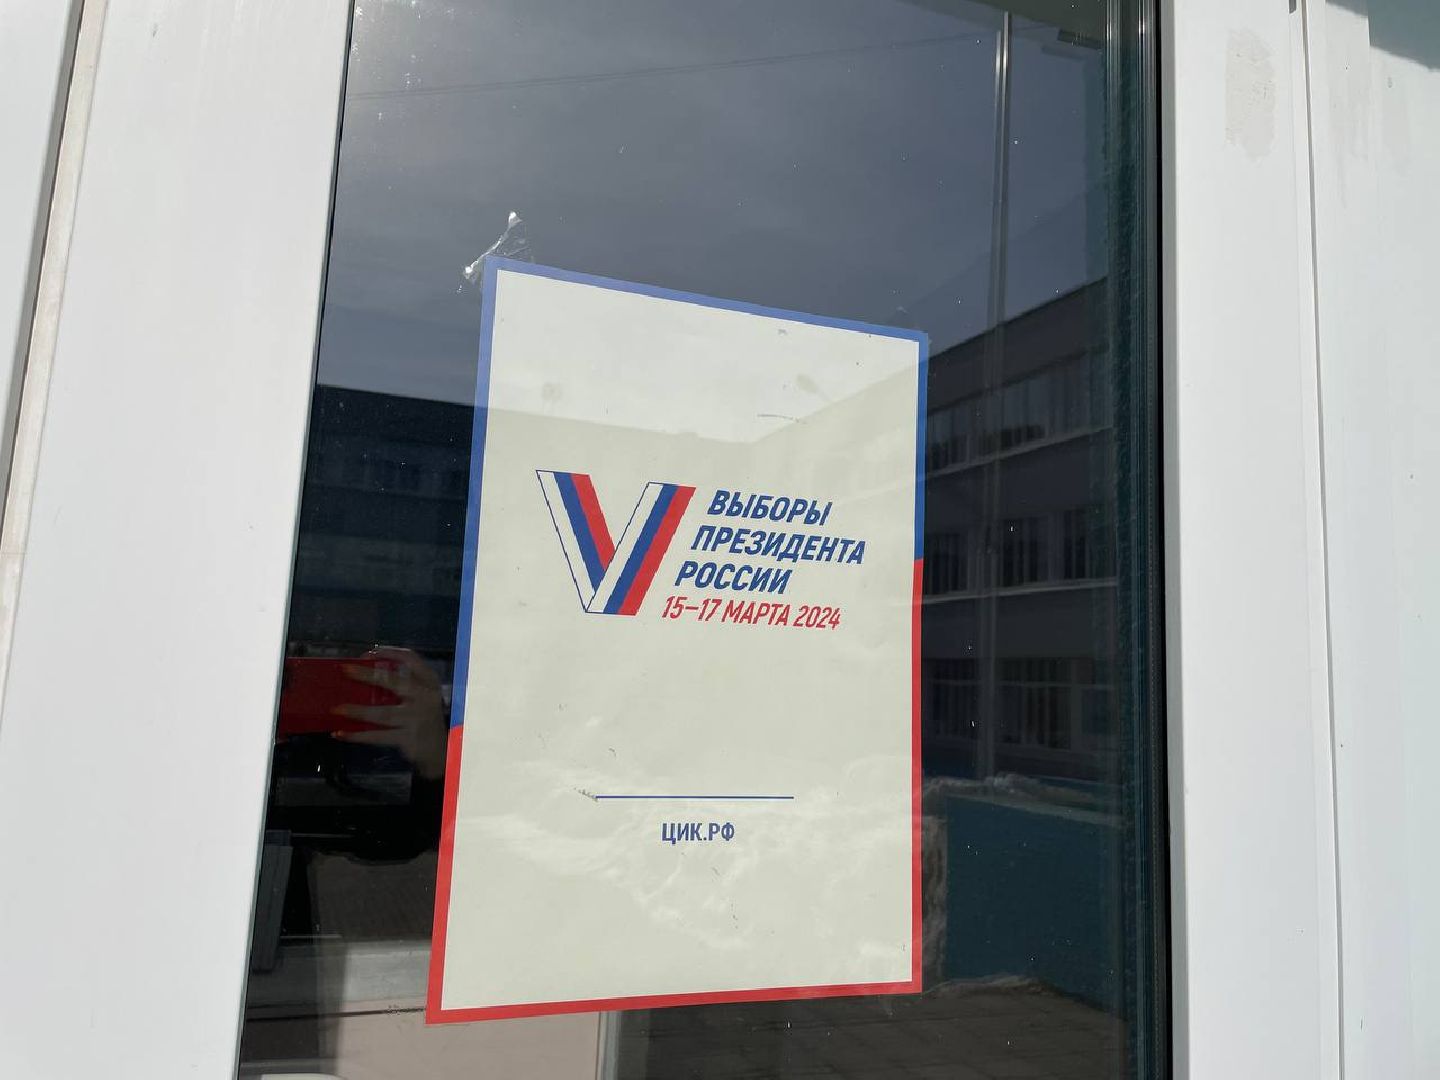 ВЫБОРЫ
ПРЕЗИДЕНТА
РОССИИ
15–17 МАРТА 2024
ЦИК.РФ